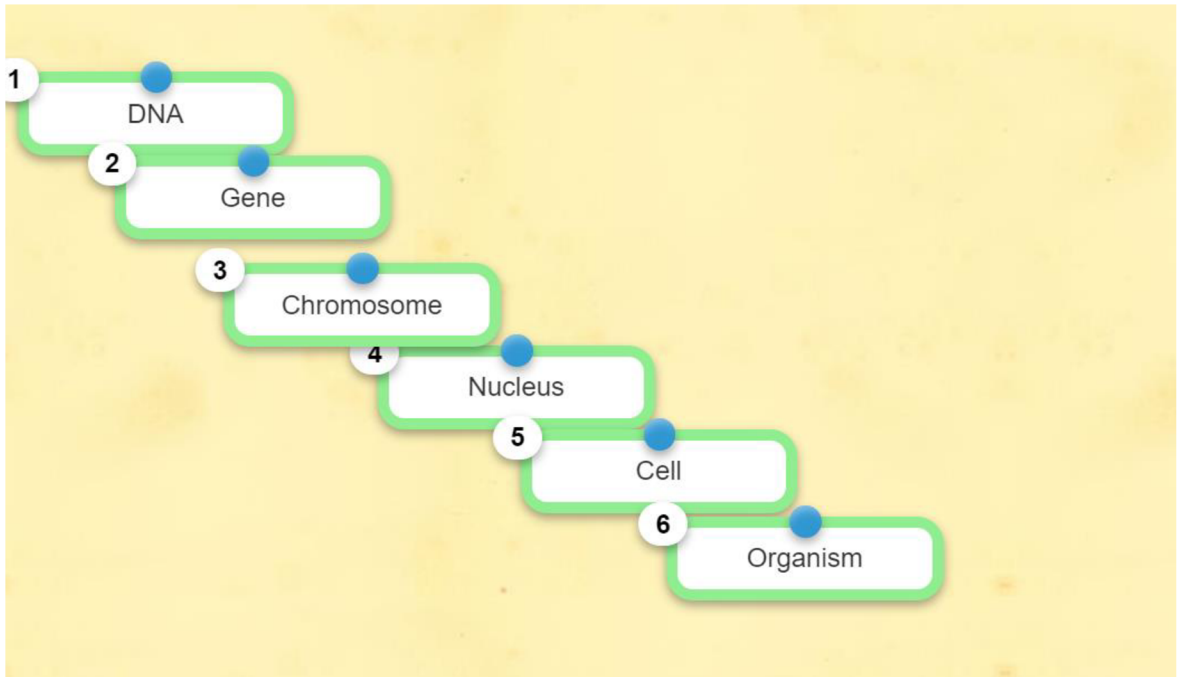 1
DNA
2
Gene
3
Chromosome
4
Nucleus
5
Cell
6
Organism